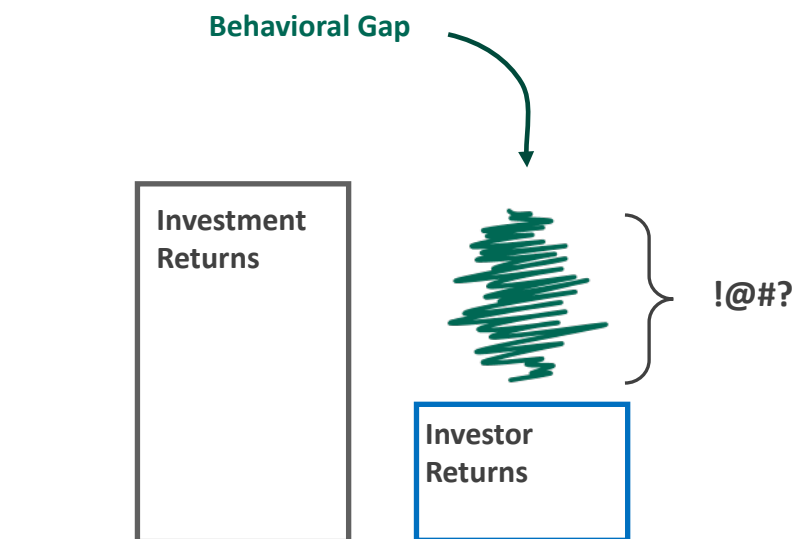 Behavioral Gap
Investment
Returns
!@#?
Investor
Returns